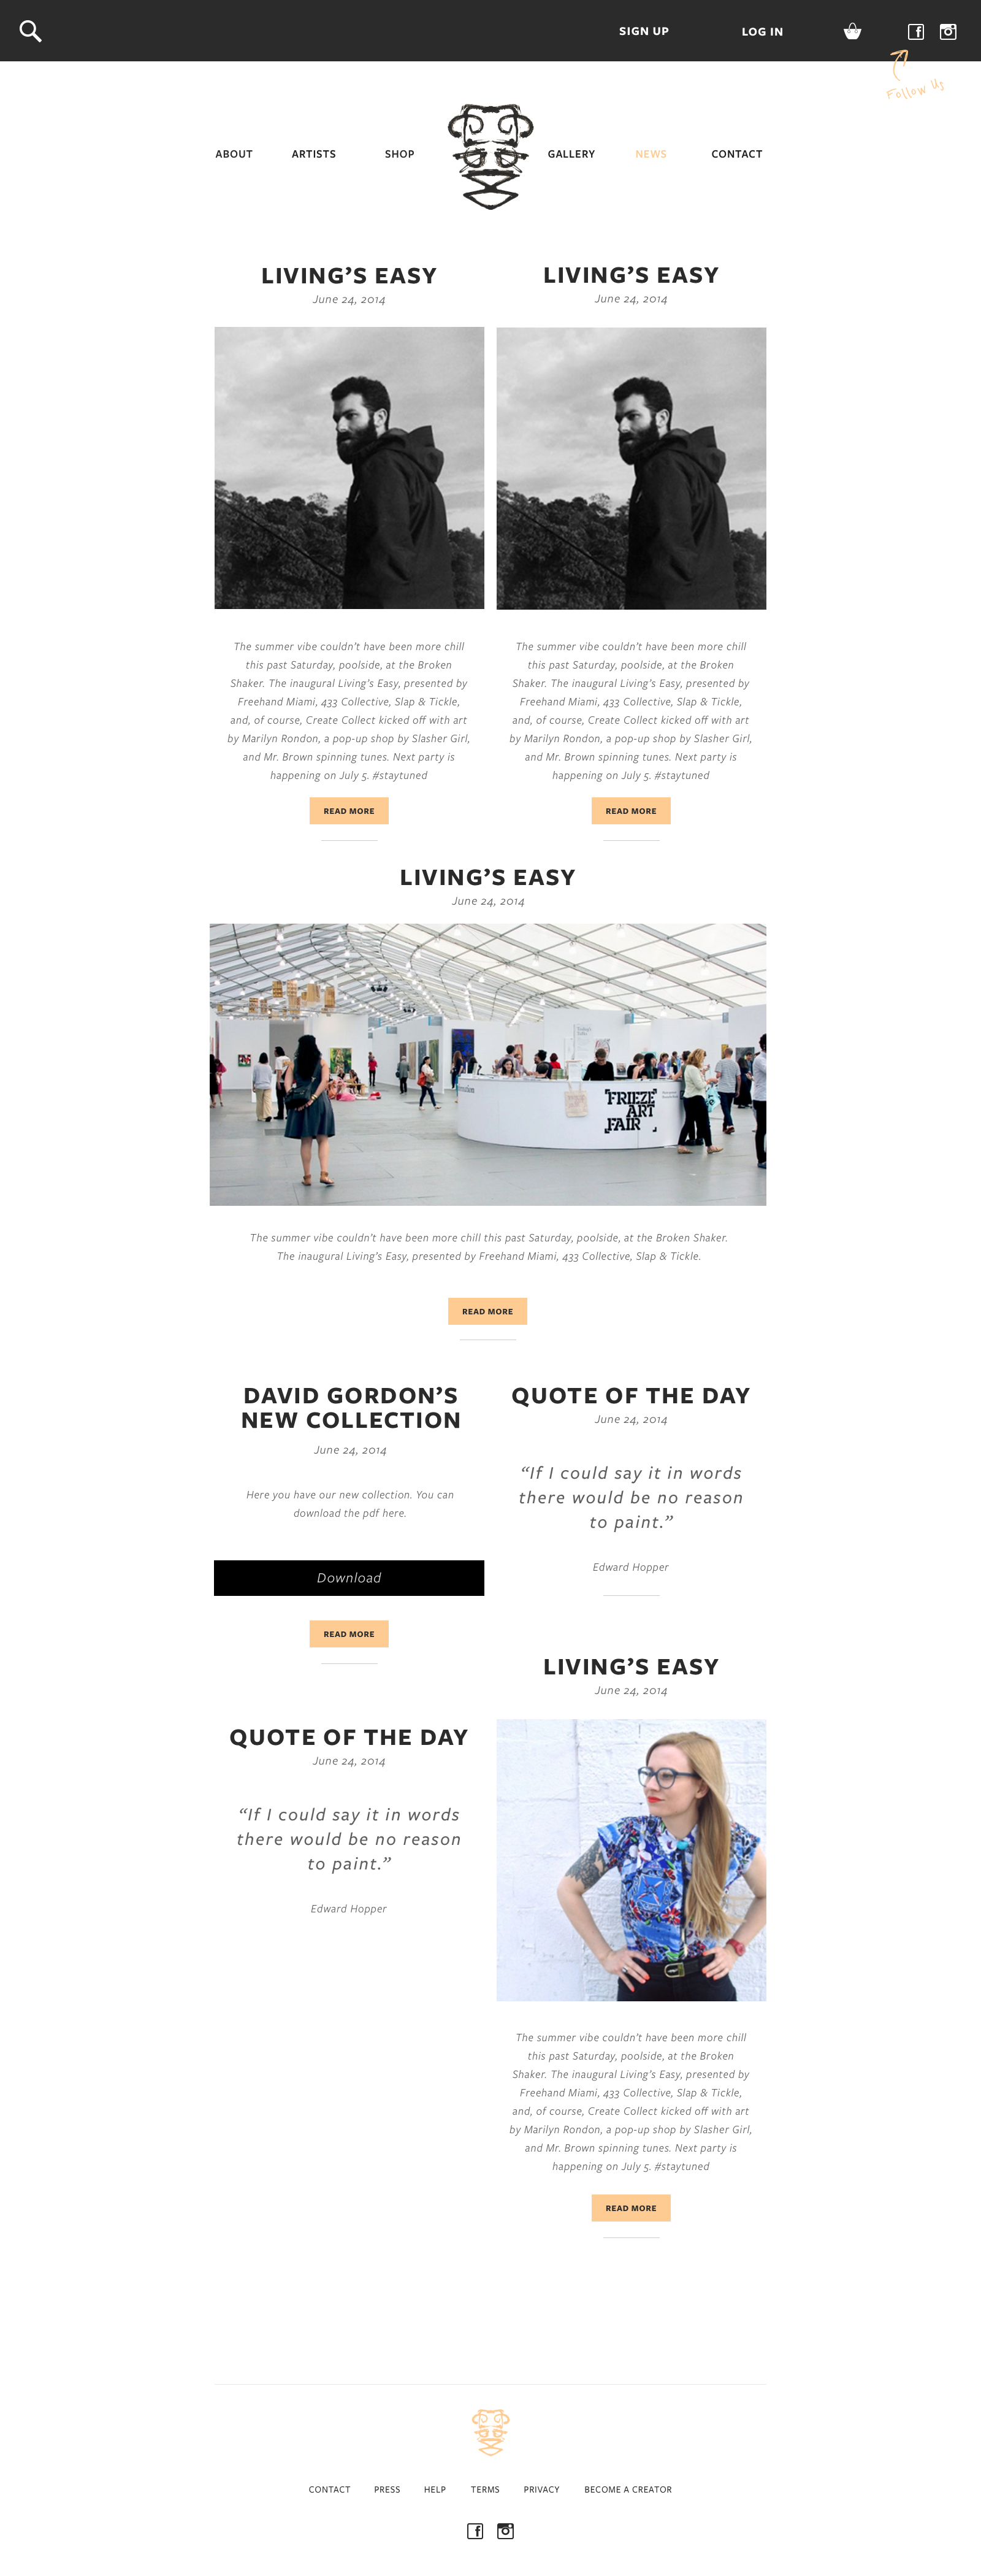 SIGN UP
LOG IN
Follow Us
ABOUT
ARTISTS
SHOP
GALLERY
NEWS
CONTACT
LIVING’S EASY
June 24, 2014
The summer vibe couldn’t have been more chill
this past Saturday, poolside, at the Broken
Shaker. The inaugural Living’s Easy, presented by
Freehand Miami, 433 Collective, Slap & Tickle,
and, of course, Create Collect kicked off with art
by Marilyn Rondon, a pop-up shop by Slasher Girl,
and Mr. Brown spinning tunes. Next party is
happening on July 5. #staytuned
READ MORE
LIVING’S EASY
June 24, 2014
The summer vibe couldn’t have been more chill
this past Saturday, poolside, at the Broken
Shaker. The inaugural Living’s Easy, presented by
Freehand Miami, 433 Collective, Slap & Tickle,
and, of course, Create Collect kicked off with art
by Marilyn Rondon, a pop-up shop by Slasher Girl,
and Mr. Brown spinning tunes. Next party is
happening on July 5. #staytuned
READ MORE
LIVING’S EASY
June 24, 2014
FRIEZE
ART
FAIR
The summer vibe couldn’t have been more chill this past Saturday, poolside, at the Broken Shaker.
The inaugural Living’s Easy, presented by Freehand Miami, 433 Collective, Slap & Tickle.
READ MORE
DAVID GORDON’S
NEW COLLECTION
June 24, 2014
Here you have our new collection. You can
download the pdf here.
Download
READ MORE
QUOTE OF THE DAY
June 24, 2014
“If I could say it in words
there would be no reason
to paint.”
Edward Hopper
QUOTE OF THE DAY
June 24, 2014
“If I could say it in words
there would be no reason
to paint.”
Edward Hopper
LIVING’S EASY
June 24, 2014
The summer vibe couldn’t have been more chill
this past Saturday, poolside, at the Broken
Shaker. The inaugural Living’s Easy, presented by
Freehand Miami, 433 Collective, Slap & Tickle,
and, of course, Create Collect kicked off with art
by Marilyn Rondon, a pop-up shop by Slasher Girl,
and Mr. Brown spinning tunes. Next party is
happening on July 5. #staytuned
READ MORE
CONTACT
PRESS
HELP
TERMS
PRIVACY
BECOME A CREATOR